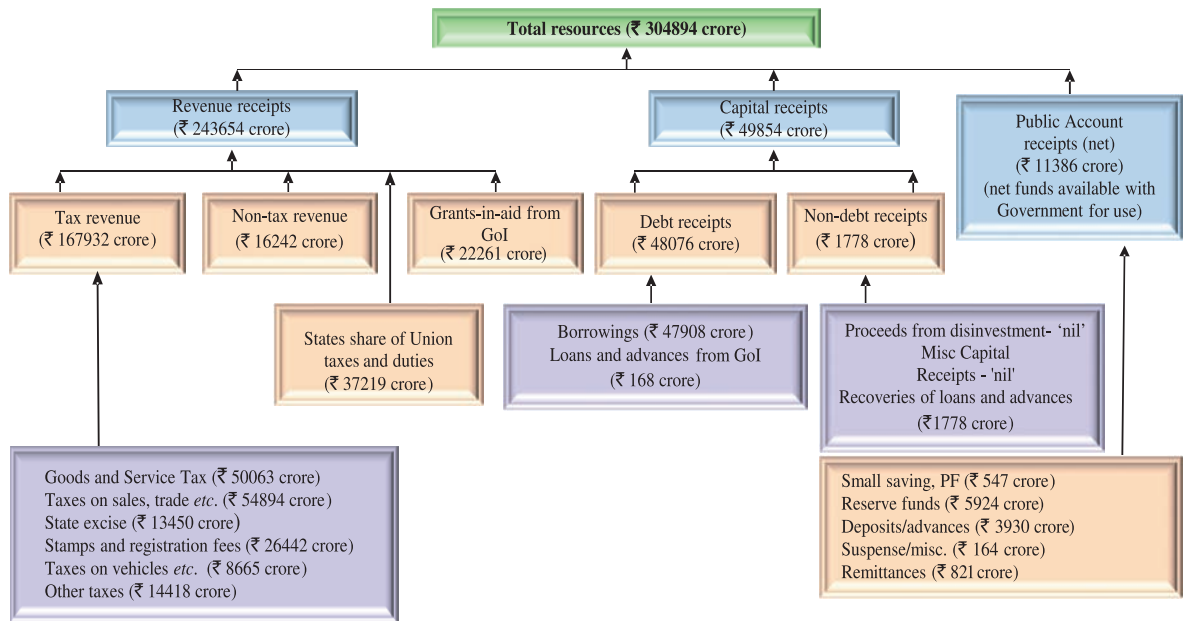 Total resources (₹ 304894 crore)
Revenue receipts
(₹ 243654 crore)
Capital receipts
(₹ 49854 crore)
Public Account
receipts (net)
(₹ 11386 crore)
(net funds available with
Government for use)
Tax revenue
(₹ 167932 crore)
Non-tax revenue
(₹ 16242 crore)
Grants-in-aid from
GoI
(₹ 22261 crore)
Debt receipts
(₹ 48076 crore)
Non-debt receipts
(₹ 1778 crore)
States share of Union
taxes and duties
(₹ 37219 crore)
Borrowings (₹ 47908 crore)
Loans and advances from GoI
(₹ 168 crore)
Proceeds from disinvestment- ‘nil’
Misc Capital
Receipts - 'nil'
Recoveries of loans and advances
(₹1778 crore)
Goods and Service Tax (₹ 50063 crore)
Taxes on sales, trade etc. (₹ 54894 crore)
State excise (₹ 13450 crore)
Stamps and registration fees (₹ 26442 crore)
Taxes on vehicles etc. (₹ 8665 crore)
Other taxes (₹ 14418 crore)
Small saving, PF (₹ 547 crore)
Reserve funds (₹ 5924 crore)
Deposits/advances (₹ 3930 crore)
Suspense/misc. (₹ 164 crore)
Remittances (₹ 821 crore)